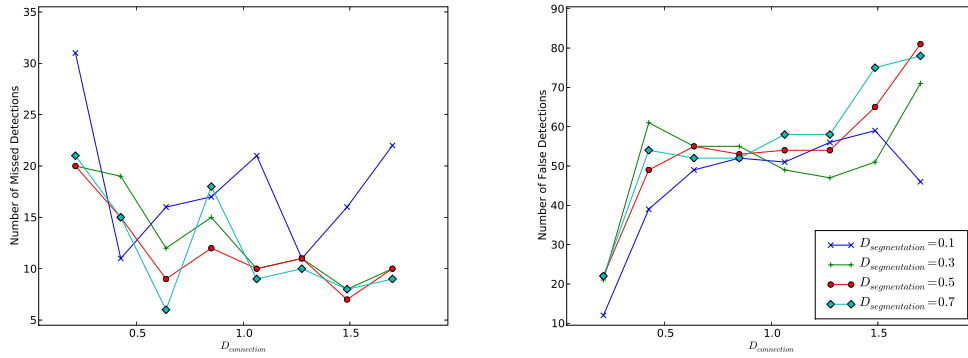 35
30
25
20
15
10
5
Number of Missed Detections
0.5
1.0
1.5
D_connection
90
80
70
60
50
40
30
20
10
Number of False Detections
0.5
1.0
1.5
D_connection
D_segmentation=0.1
D_segmentation=0.3
D_segmentation=0.5
D_segmentation=0.7